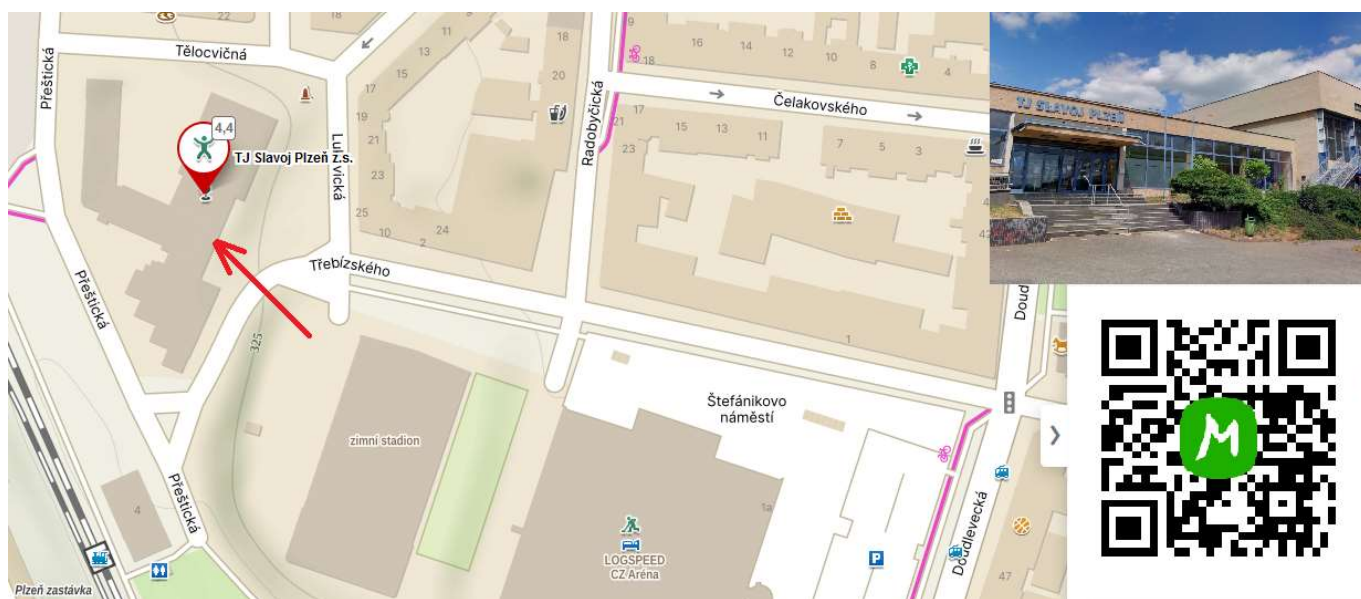 22
18
Tělocvičná
Přeštická
4,4
TJ Slavoj Plzeň z.s.
11
13
15
17
19
21
23
25
10
2
24
18
20
Radobyčická
9
18
16
14
12
10
8
4
Čelakovského
17
21
23
15
13
11
7
5
3
42
1
TJ SLAVOJ PLZEŇ
Třebízského
Přeštická
325
zimní stadion
Štefánikovo
náměstí
Přeštická
4
1a
LOGSPEED
CZ Aréna
P
Doudlevecká
47
Plzeň zastávka
M